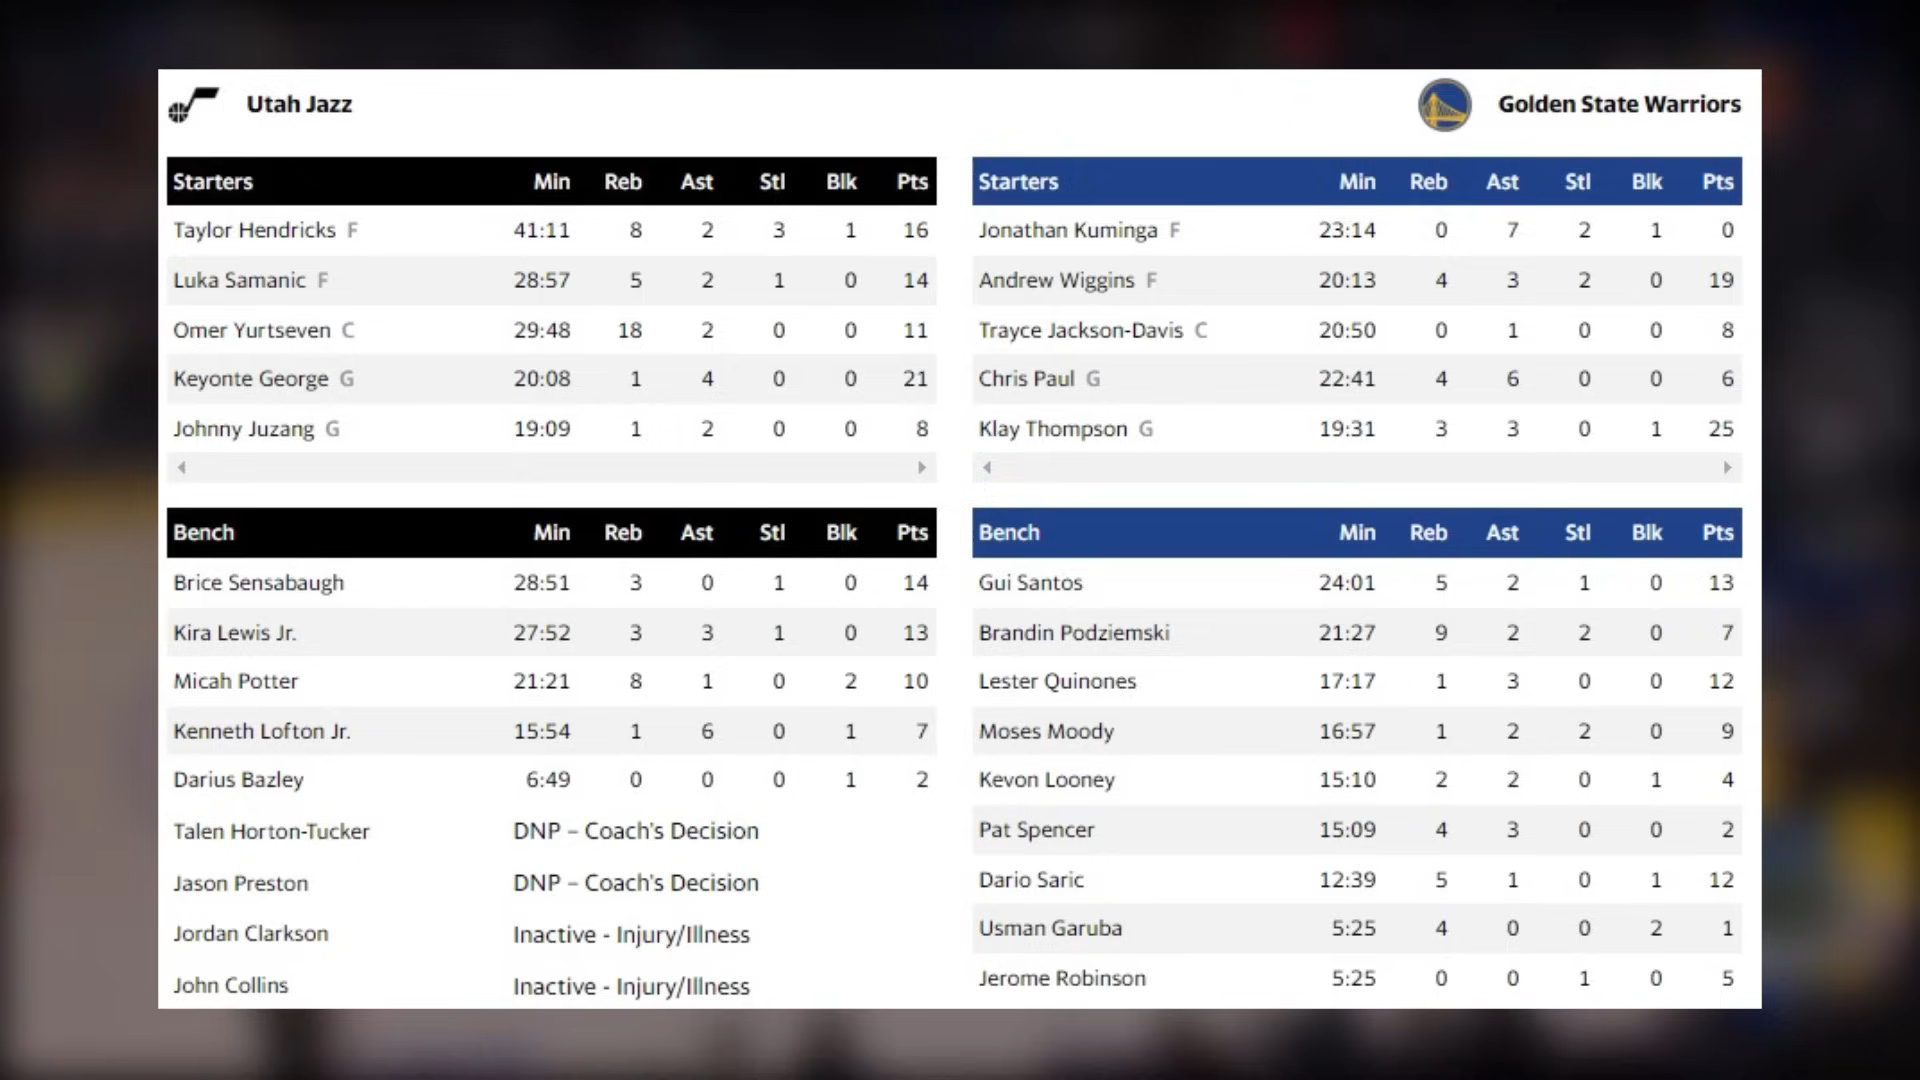 Utah Jazz
Starters Min Reb Ast Stl Blk Pts
Taylor Hendricks F 41:11 8 2 3 1 16
Luka Samanic F 28:57 5 2 1 0 14
Omer Yurtseven C 29:48 18 2 0 0 11
Keyonte George G 20:08 1 4 0 0 21
Johnny Juzang G 19:09 1 2 0 0 8
Bench Min Reb Ast Stl Blk Pts
Brice Sensabaugh 28:51 3 0 1 0 14
Kira Lewis Jr. 27:52 3 3 1 0 13
Micah Potter 21:21 8 1 0 2 10
Kenneth Lofton Jr. 15:54 1 6 0 1 7
Darius Bazley 6:49 0 0 0 1 2
Talen Horton-Tucker DNP – Coach's Decision
Jason Preston DNP – Coach's Decision
Jordan Clarkson Inactive - Injury/Illness
John Collins Inactive - Injury/Illness
Golden State Warriors
Starters Min Reb Ast Stl Blk Pts
Jonathan Kuminga F 23:14 0 7 2 1 0
Andrew Wiggins F 20:13 4 3 2 0 19
Trayce Jackson-Davis C 20:50 0 1 0 0 8
Chris Paul G 22:41 4 6 0 0 6
Klay Thompson G 19:31 3 3 0 1 25
Bench Min Reb Ast Stl Blk Pts
Gui Santos 24:01 5 2 1 0 13
Brandin Podziemski 21:27 9 2 2 0 7
Lester Quinones 17:17 1 3 0 0 12
Moses Moody 16:57 1 2 2 0 9
Kevon Looney 15:10 2 2 0 1 4
Pat Spencer 15:09 4 3 0 0 2
Dario Saric 12:39 5 1 0 1 12
Usman Garuba 5:25 4 0 0 2 1
Jerome Robinson 5:25 0 0 1 0 5